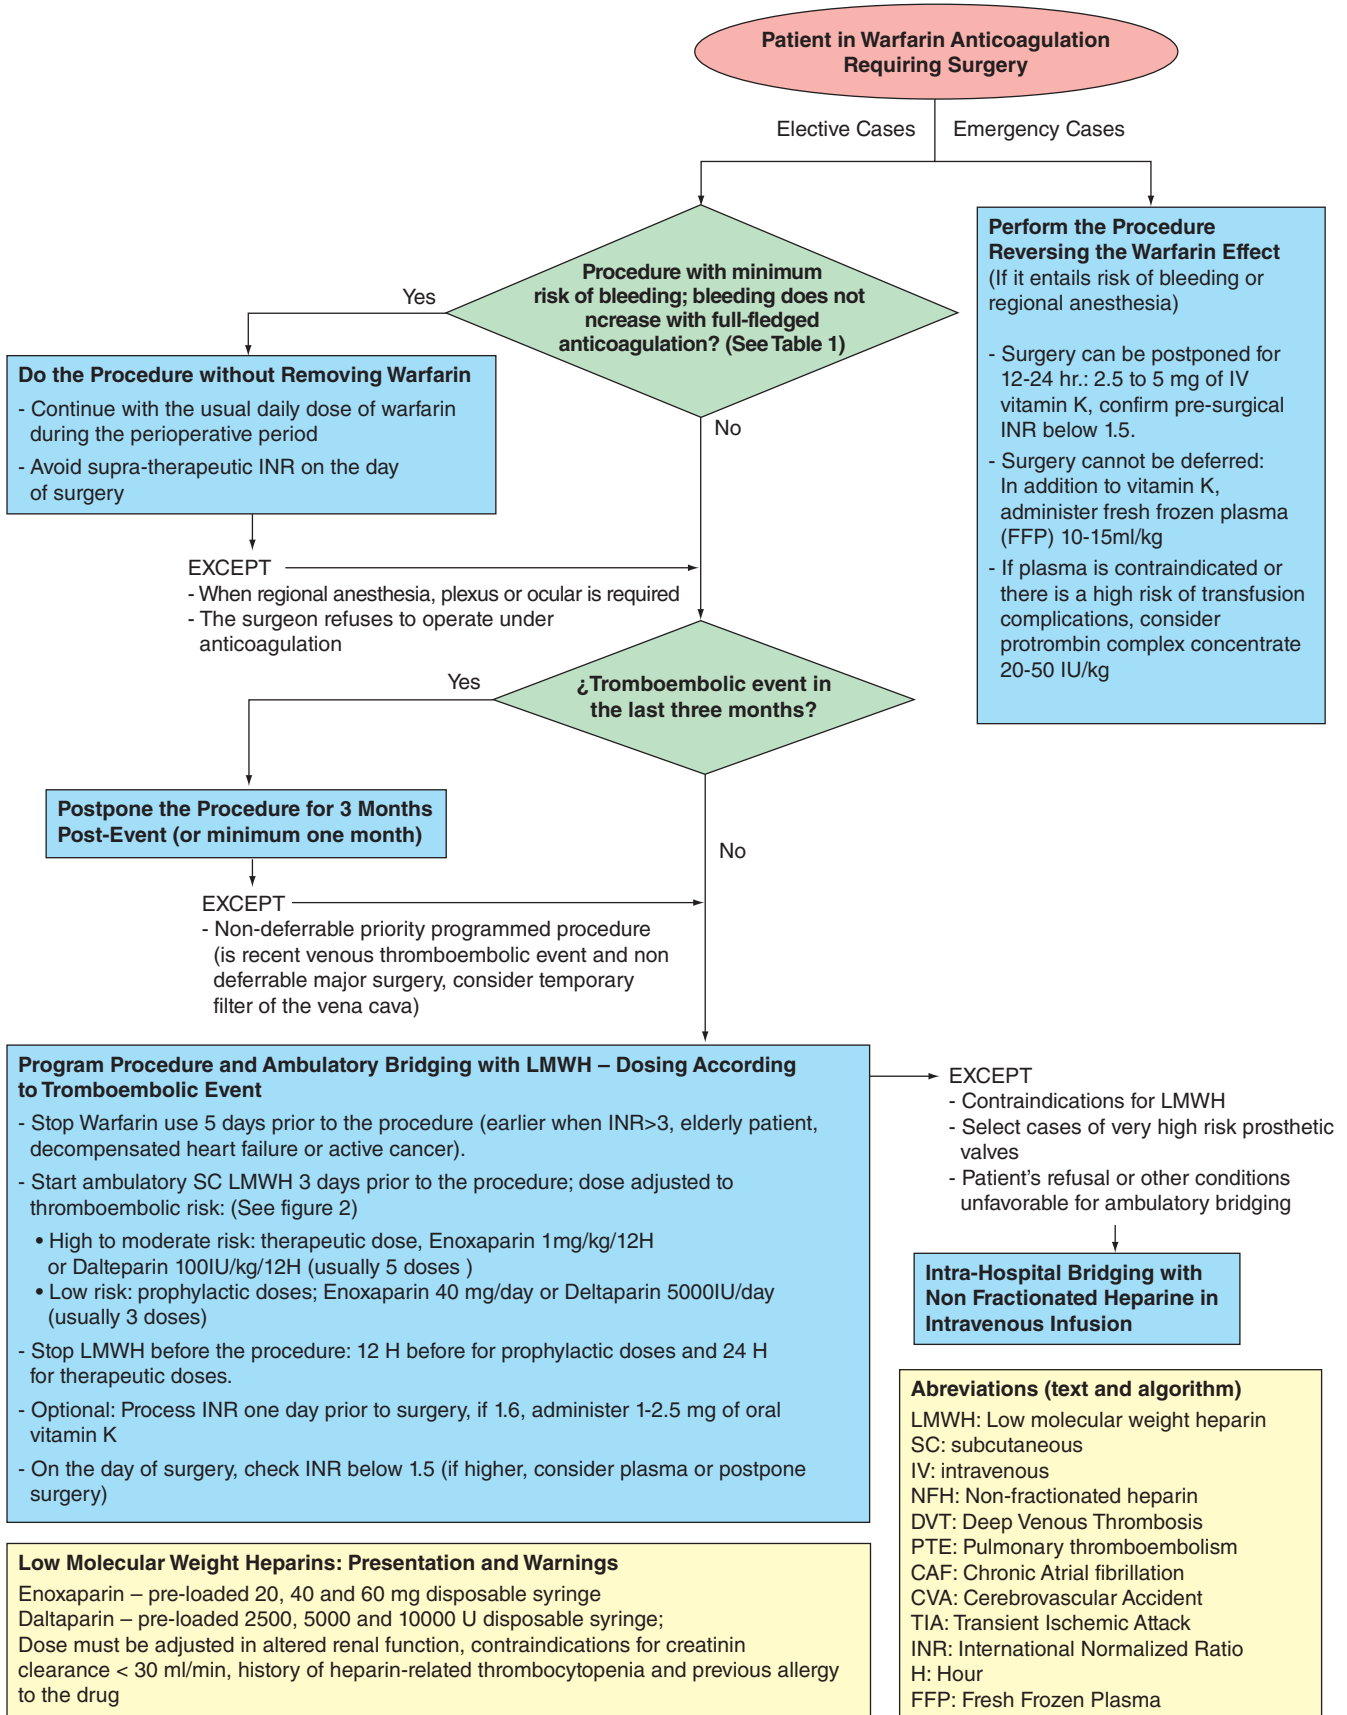 Patient in Warfarin Anticoagulation
Requiring Surgery
Elective Cases
Emergency Cases
Procedure with minimum
risk of bleeding; bleeding does not
ncrease with full-fledged
anticoagulation? (See Table 1)
Yes
No
Perform the Procedure
Reversing the Warfarin Effect
(If it entails risk of bleeding or
regional anesthesia)
- Surgery can be postponed for
12-24 hr.: 2.5 to 5 mg of IV
vitamin K, confirm pre-surgical
INR below 1.5.
- Surgery cannot be deferred:
In addition to vitamin K,
administer fresh frozen plasma
(FFP) 10-15ml/kg
- If plasma is contraindicated or
there is a high risk of transfusion
complications, consider
protrombin complex concentrate
20-50 IU/kg
Do the Procedure without Removing Warfarin
- Continue with the usual daily dose of warfarin
during the perioperative period
- Avoid supra-therapeutic INR on the day
of surgery
EXCEPT
- When regional anesthesia, plexus or ocular is required
- The surgeon refuses to operate under
anticoagulation
¿Tromboembolic event in
the last three months?
Yes
No
Postpone the Procedure for 3 Months
Post-Event (or minimum one month)
EXCEPT
- Non-deferrable priority programmed procedure
(is recent venous thromboembolic event and non
deferrable major surgery, consider temporary
filter of the vena cava)
Program Procedure and Ambulatory Bridging with LMWH – Dosing According
to Tromboembolic Event
- Stop Warfarin use 5 days prior to the procedure (earlier when INR>3, elderly patient,
decompensated heart failure or active cancer).
- Start ambulatory SC LMWH 3 days prior to the procedure; dose adjusted to
thromboembolic risk: (See figure 2)
• High to moderate risk: therapeutic dose, Enoxaparin 1mg/kg/12H
or Dalteparin 100IU/kg/12H (usually 5 doses )
• Low risk: prophylactic doses; Enoxaparin 40 mg/day or Deltaparin 5000IU/day
(usually 3 doses)
- Stop LMWH before the procedure: 12 H before for prophylactic doses and 24 H
for therapeutic doses.
- Optional: Process INR one day prior to surgery, if 1.6, administer 1-2.5 mg of oral
vitamin K
- On the day of surgery, check INR below 1.5 (if higher, consider plasma or postpone
surgery)
EXCEPT
- Contraindications for LMWH
- Select cases of very high risk prosthetic
valves
- Patient's refusal or other conditions
unfavorable for ambulatory bridging
Intra-Hospital Bridging with
Non Fractionated Heparine in
Intravenous Infusion
Low Molecular Weight Heparins: Presentation and Warnings
Enoxaparin – pre-loaded 20, 40 and 60 mg disposable syringe
Daltaparin – pre-loaded 2500, 5000 and 10000 U disposable syringe;
Dose must be adjusted in altered renal function, contraindications for creatinin
clearance < 30 ml/min, history of heparin-related thrombocytopenia and previous allergy
to the drug
Abreviations (text and algorithm)
LMWH: Low molecular weight heparin
SC: subcutaneous
IV: intravenous
NFH: Non-fractionated heparin
DVT: Deep Venous Thrombosis
PTE: Pulmonary thromboembolism
CAF: Chronic Atrial fibrillation
CVA: Cerebrovascular Accident
TIA: Transient Ischemic Attack
INR: International Normalized Ratio
H: Hour
FFP: Fresh Frozen Plasma